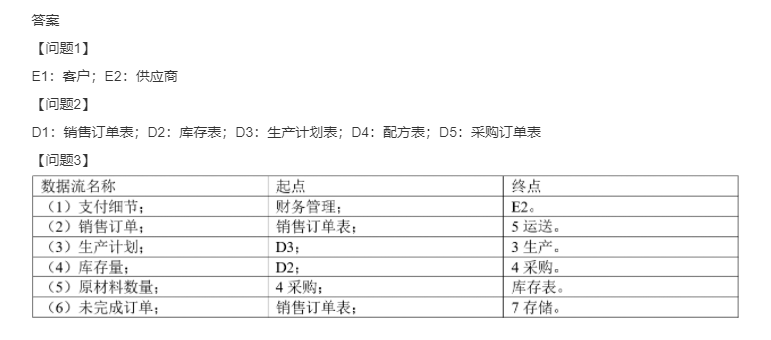 答案
【问题1】
E1：客户；E2：供应商
【问题2】
D1：销售订单表；D2：库存表；D3：生产计划表；D4：配方表；D5：采购订单表
【问题3】
数据流名称 起点 终点
（1）支付细节； 财务管理； E2。
（2）销售订单； 销售订单表； 5 运送。
（3）生产计划； D3； 3 生产。
（4）库存量； D2； 4 采购。
（5）原材料数量； 4 采购； 库存表。
（6）未完成订单； 销售订单表； 7 存储。